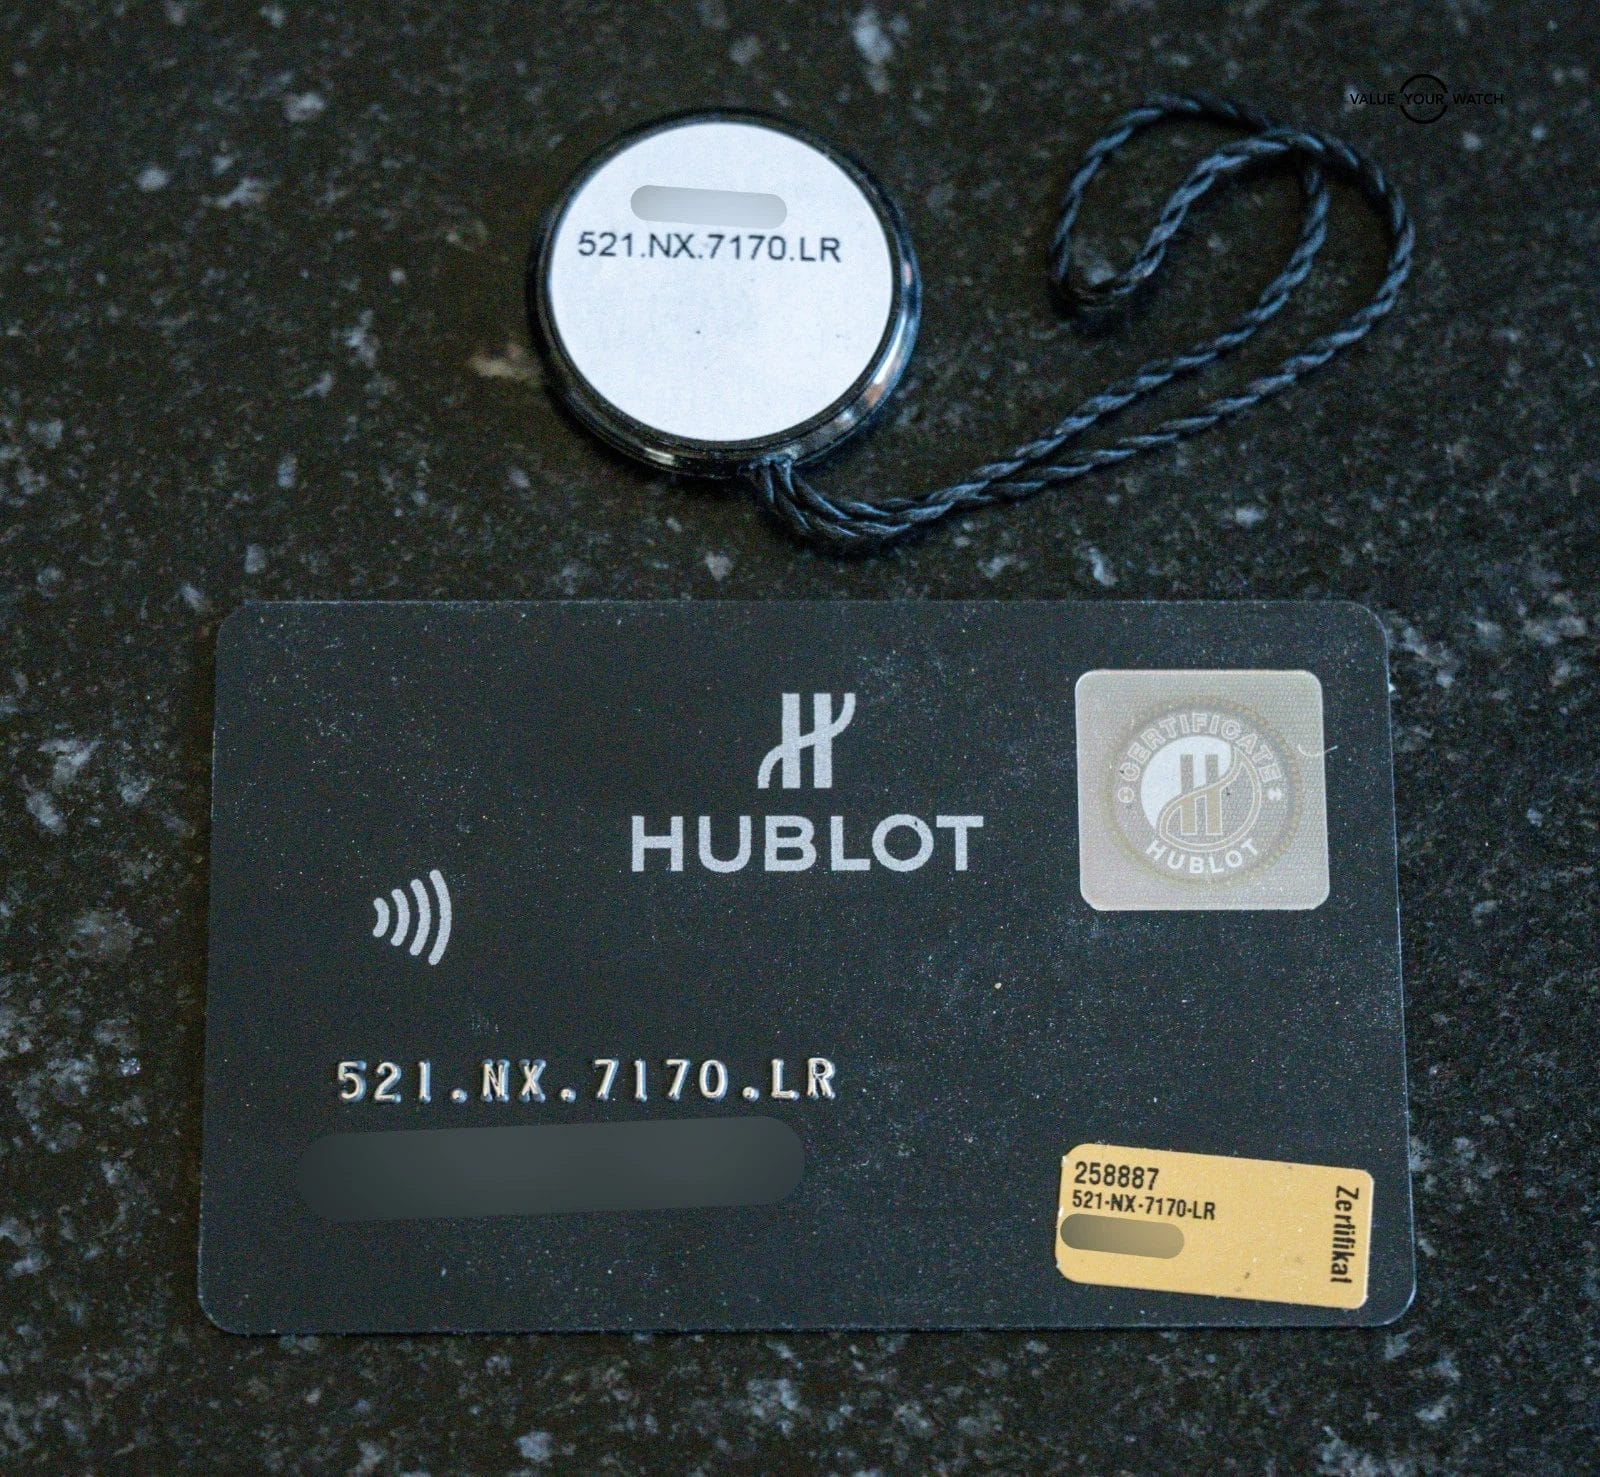 VALUE YOUR WATCH
521.NX.7170.LR
HUBLOT
CERTIFICATE
HUBLOT
521.NX.7170.LR
258887
521-NX-7170-LR
Zertifikat